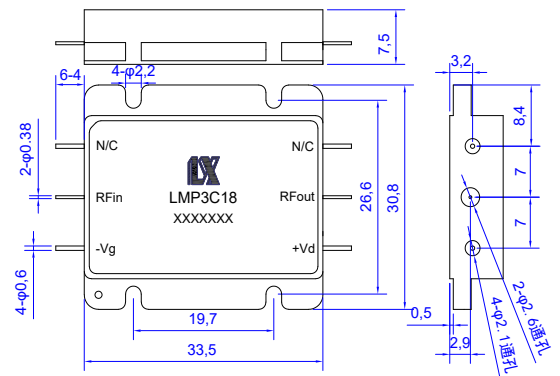 7,5
6-4
4-φ2,2
3,2
8,4
N/C
N/C
2-φ0.38
LX
RFin
LMP3C18
RFout
XXXXXXX
26,6
30,8
7
7
-Vg
+Vd
4-φ0,6
19,7
33,5
0,5
2,9
4-φ2.1通孔
2-φ2.6通孔